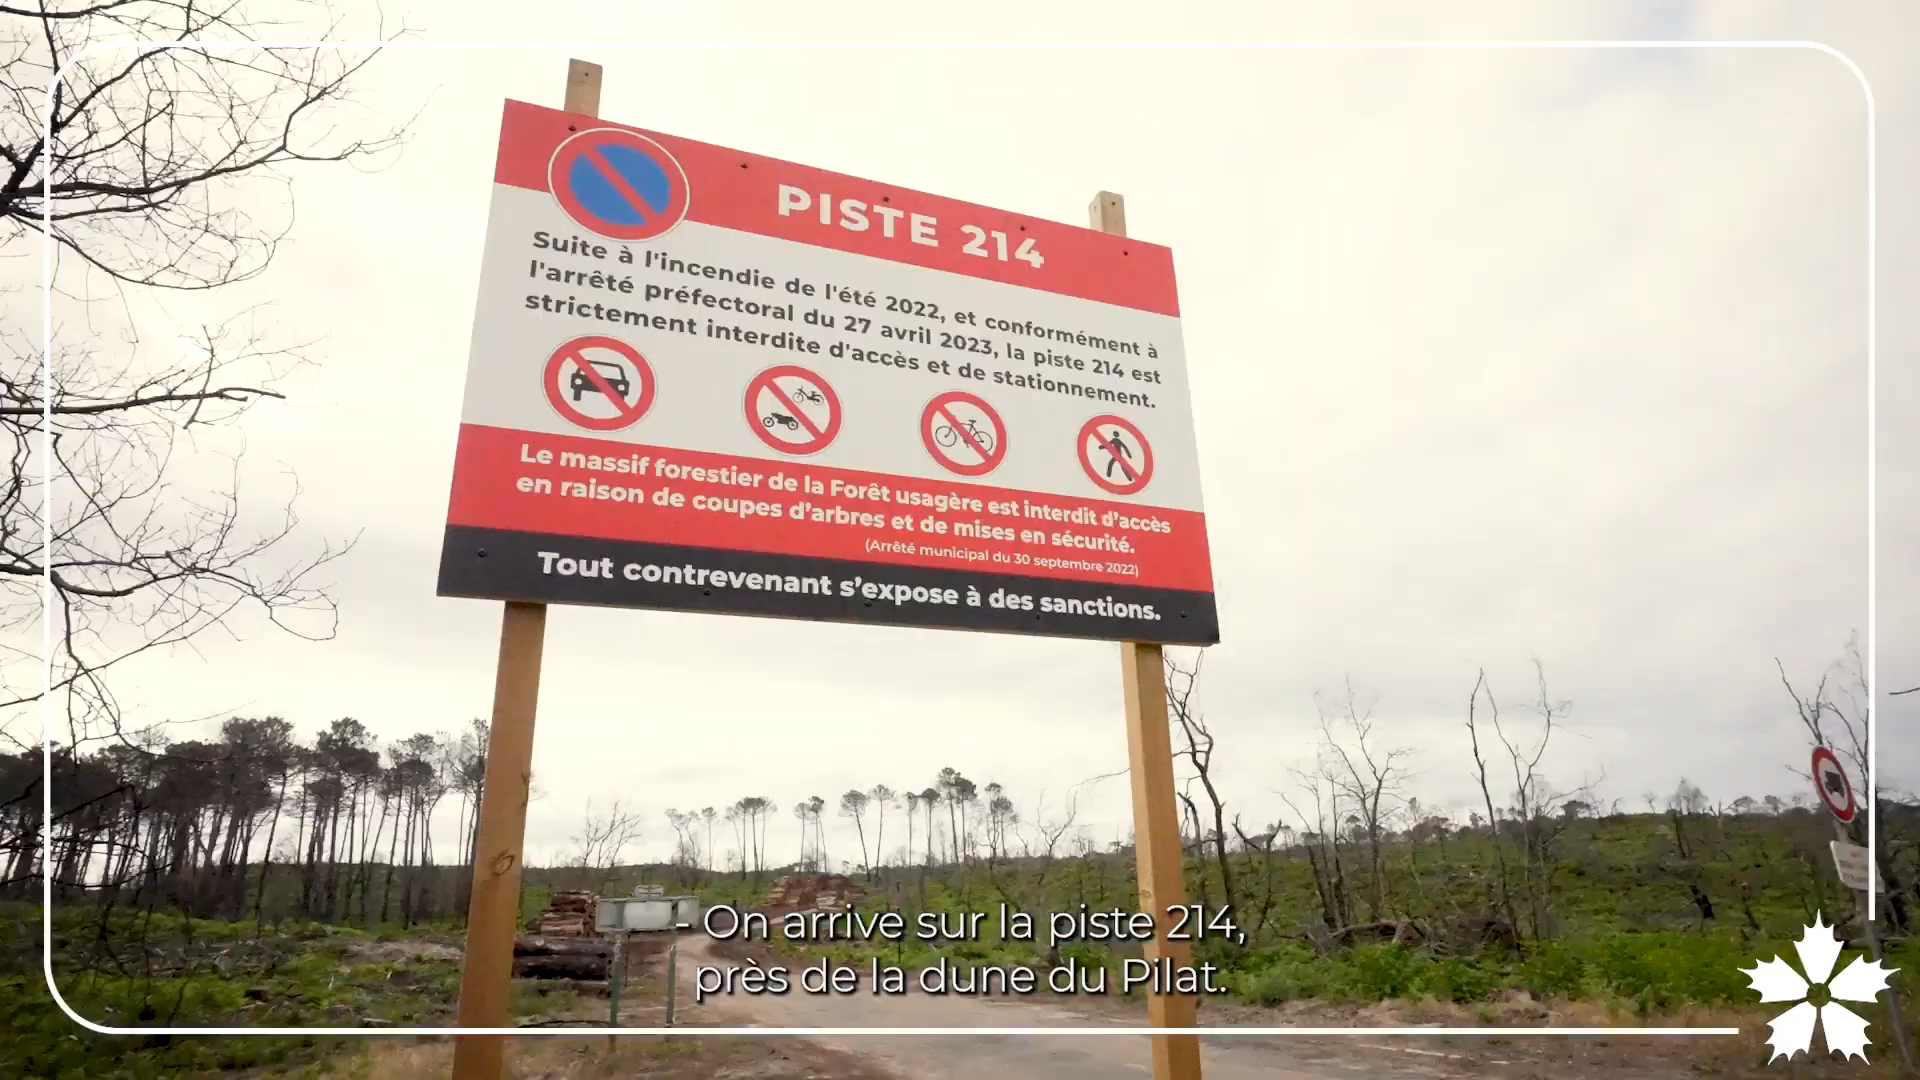 PISTE 214
Suite à l'incendie de l'été 2022, et conformément à
l'arrêté préfectoral du 27 avril 2023, la piste 214 est
strictement interdite d'accès et de stationnement.
Le massif forestier de la Forêt usagère est interdit d'accès
en raison de coupes d'arbres et de mises en sécurité.
(Arrêté municipal du 30 septembre 2022)
Tout contrevenant s'expose à des sanctions.
- On arrive sur la piste 214,
près de la dune du Pilat.